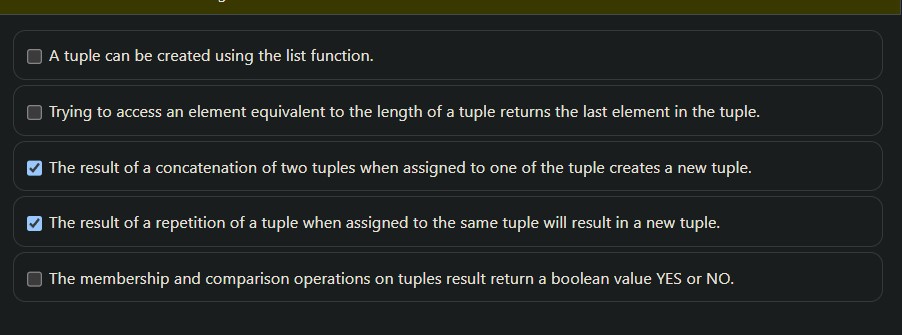 A tuple can be created using the list function.
Trying to access an element equivalent to the length of a tuple returns the last element in the tuple.
The result of a concatenation of two tuples when assigned to one of the tuple creates a new tuple.
The result of a repetition of a tuple when assigned to the same tuple will result in a new tuple.
The membership and comparison operations on tuples result return a boolean value YES or NO.